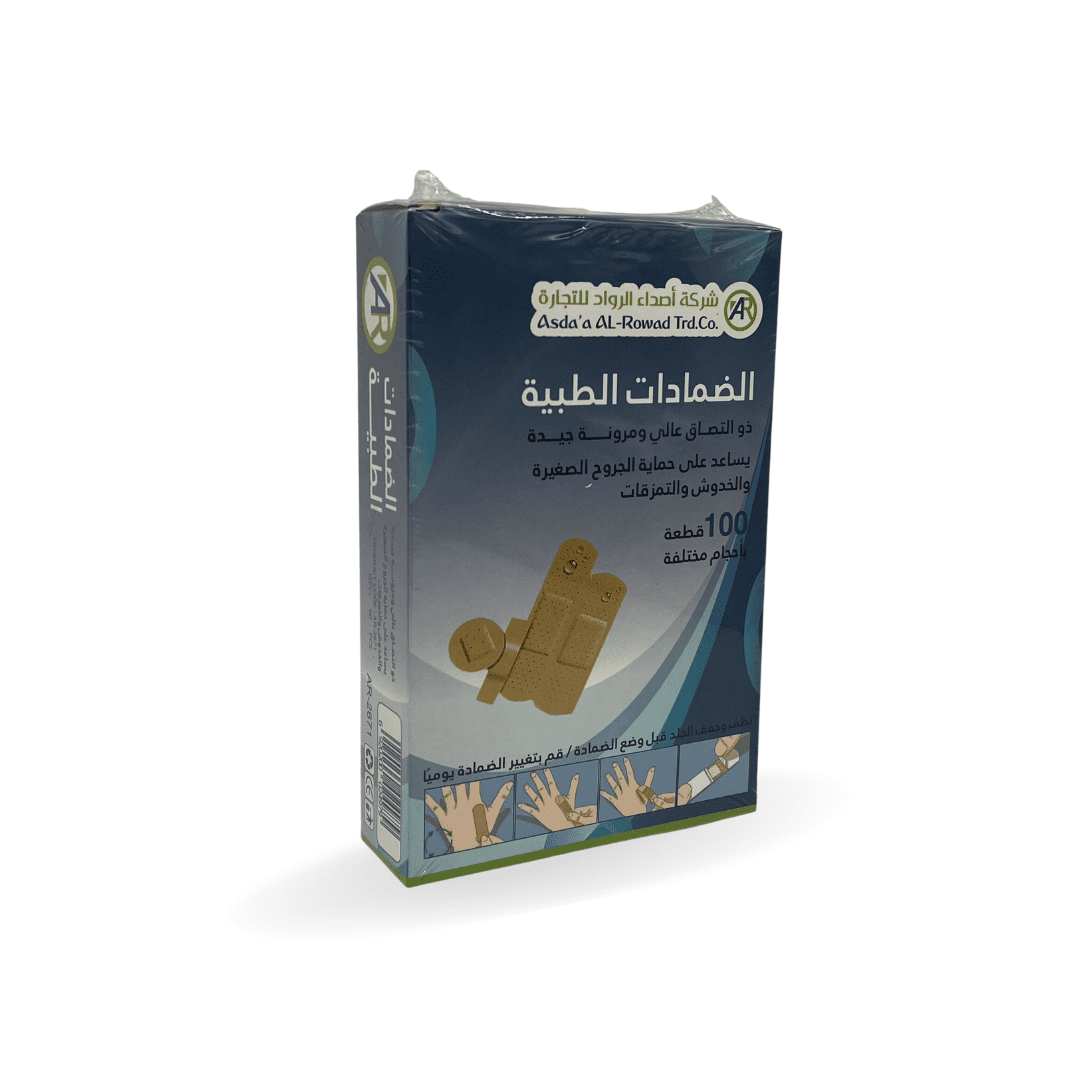 شركة أصداء الرواد للتجارة
Asda'a AL-Rowad Trd.Co.
AR
الضمادات الطبية
ذو التصاق عالي ومرونة جيدة
يساعد على حماية الجروح الصغيرة
والخدوش والتمزقات
100 قطعة
بأحجام مختلفة
نظف وجفف الجلد قبل وضع الضمادة / قم بتغيير الضمادة يوميًا
AR
الضمادات
الطبية
AR-2671